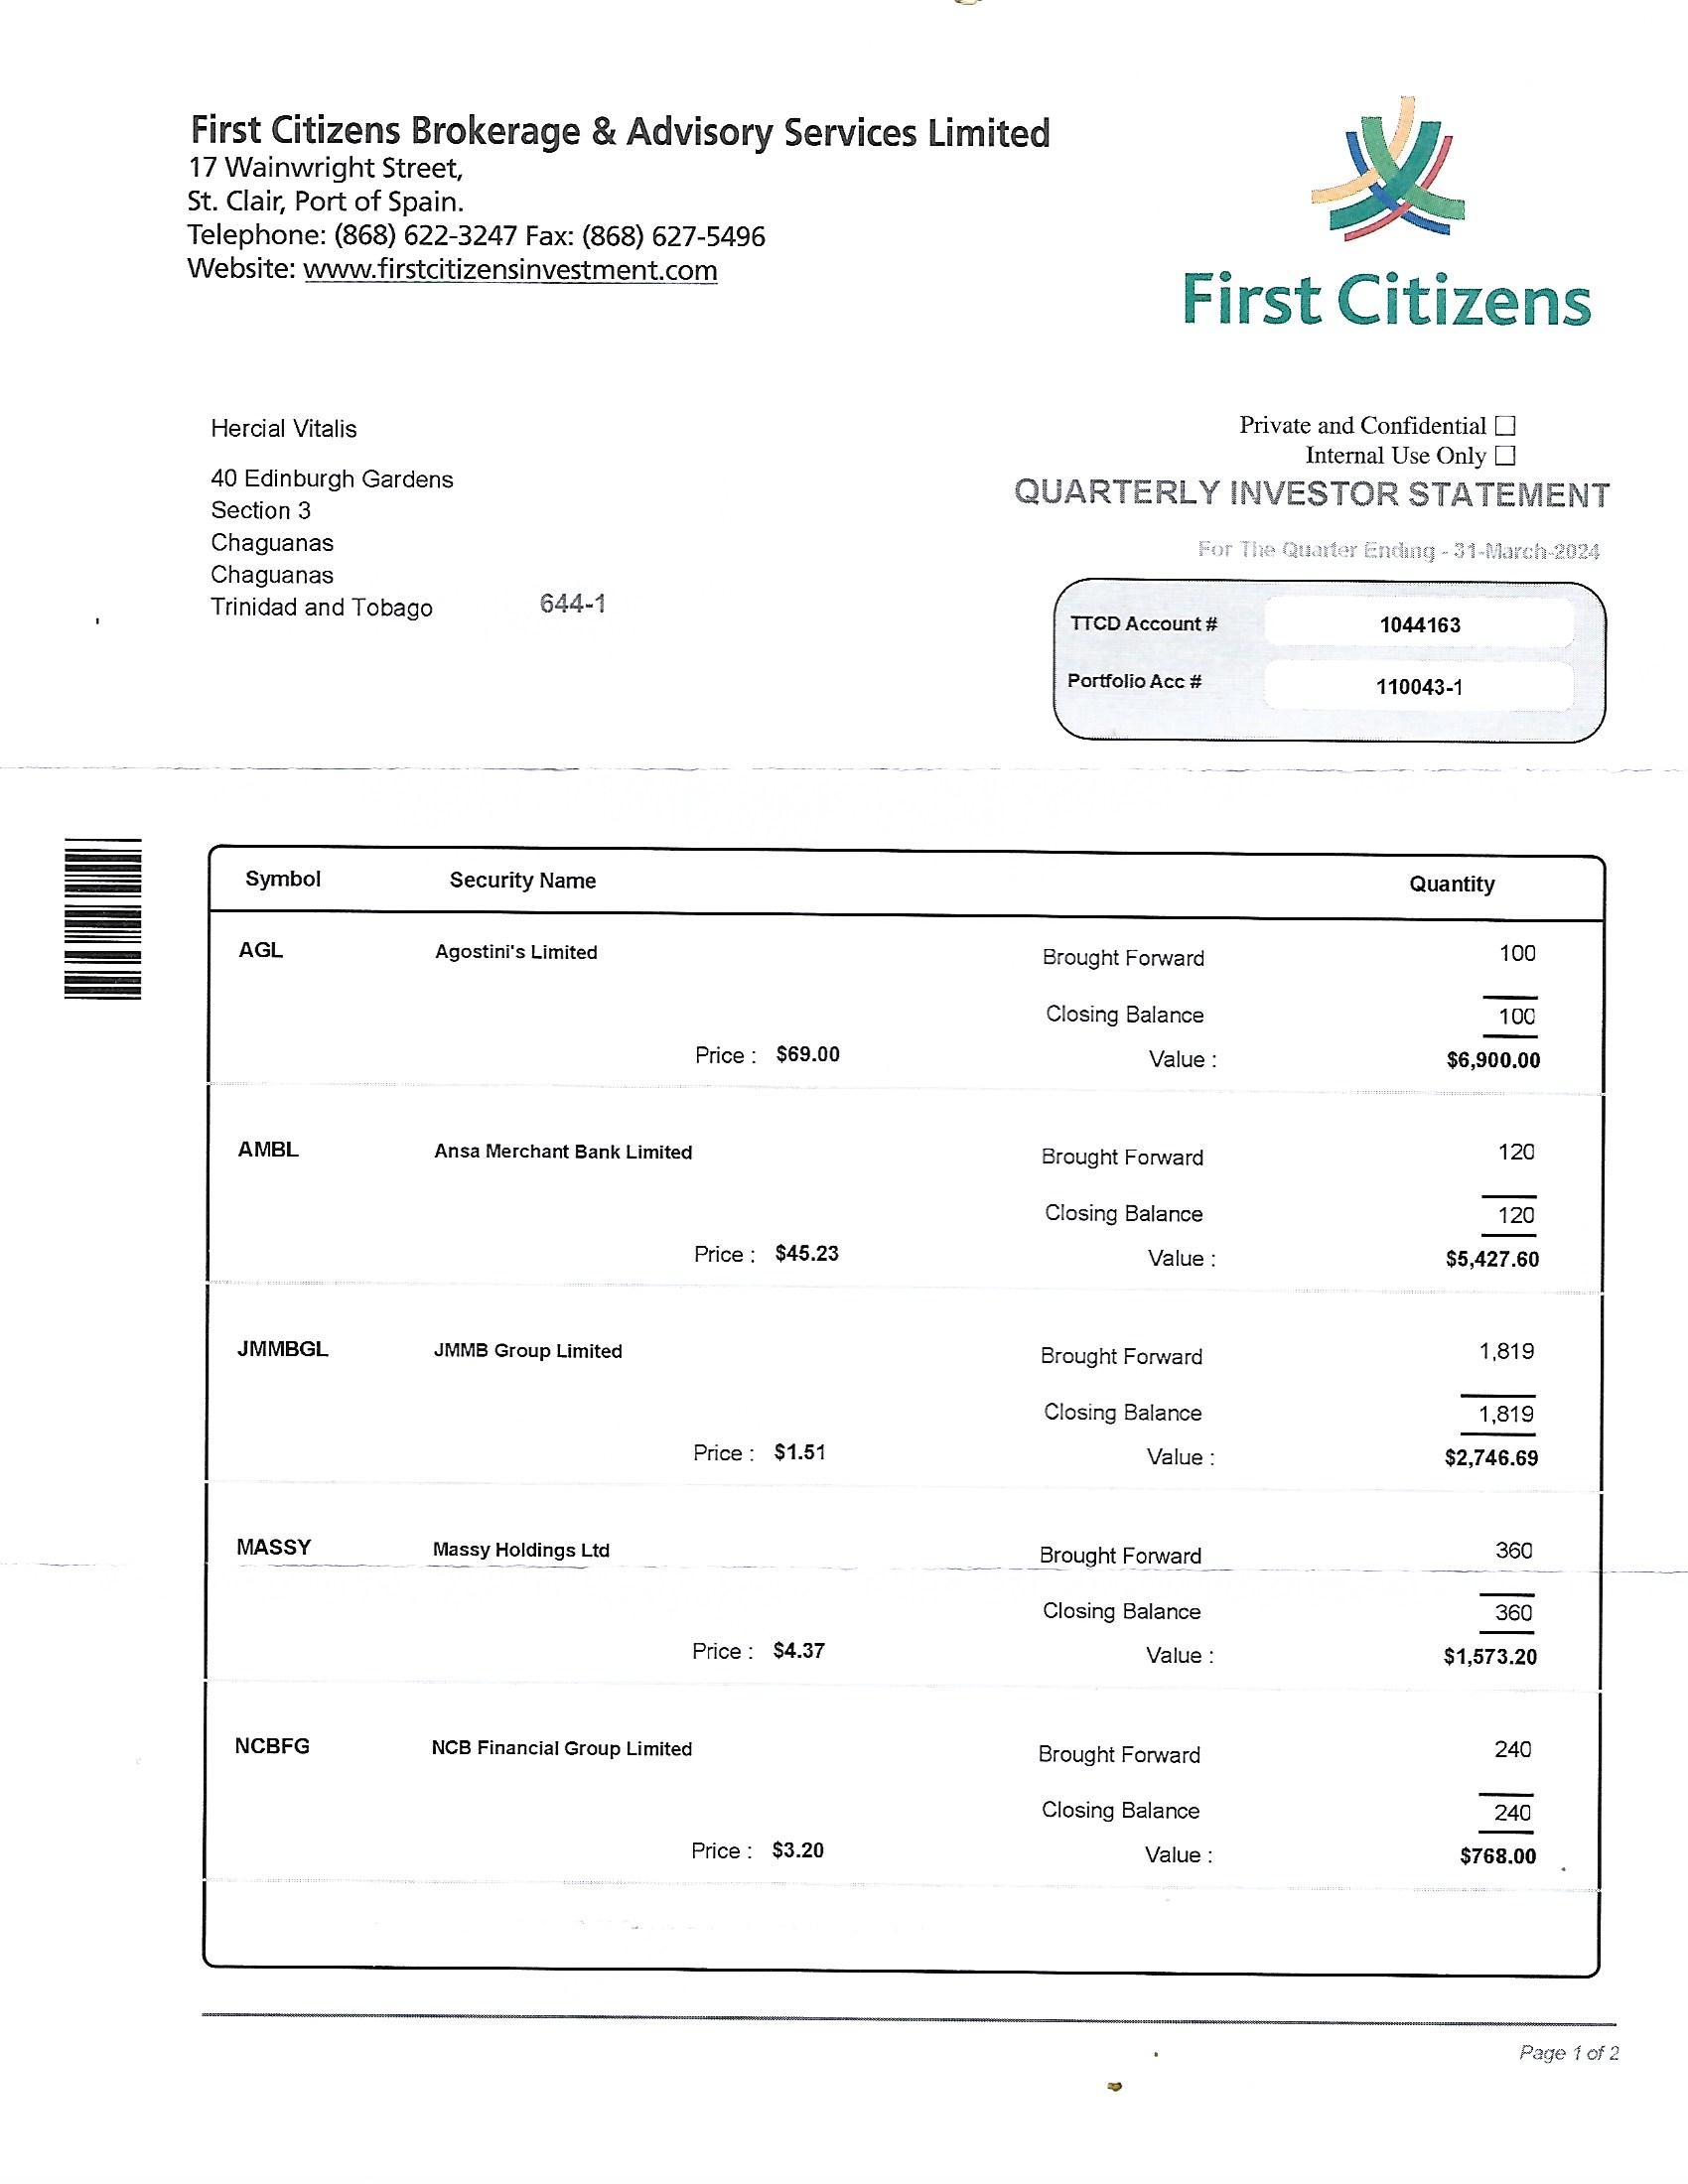 First Citizens Brokerage & Advisory Services Limited
17 Wainwright Street,
St. Clair, Port of Spain.
Telephone: (868) 622-3247 Fax: (868) 627-5496
Website: www.firstcitizensinvestment.com
First Citizens
Hercial Vitalis
40 Edinburgh Gardens
Section 3
Chaguanas
Chaguanas
Trinidad and Tobago 644-1
Private and Confidential ☐
Internal Use Only ☐
QUARTERLY INVESTOR STATEMENT
For The Quarter Ending - 31-March-2024
TTCD Account # 1044163
Portfolio Acc # 110043-1
Symbol Security Name Quantity
AGL Agostini's Limited Brought Forward 100
Closing Balance 100
Price : $69.00 Value : $6,900.00
AMBL Ansa Merchant Bank Limited Brought Forward 120
Closing Balance 120
Price : $45.23 Value : $5,427.60
JMMBGL JMMB Group Limited Brought Forward 1,819
Closing Balance 1,819
Price : $1.51 Value : $2,746.69
MASSY Massy Holdings Ltd Brought Forward 360
Closing Balance 360
Price : $4.37 Value : $1,573.20
NCBFG NCB Financial Group Limited Brought Forward 240
Closing Balance 240
Price : $3.20 Value : $768.00
Page 1 of 2